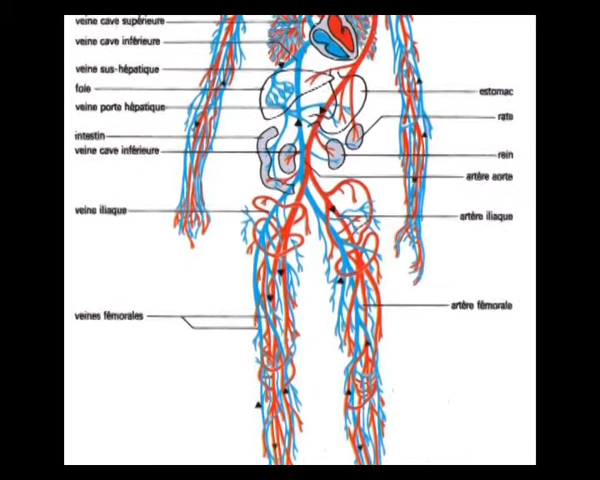 veine cave supérieure
veine cave inférieure
veine sus-hépatique
foie
veine porte hépatique
intestin
veine cave inférieure
veine iliaque
veines fémorales
estomac
rate
rein
artère aorte
artère iliaque
artère fémorale